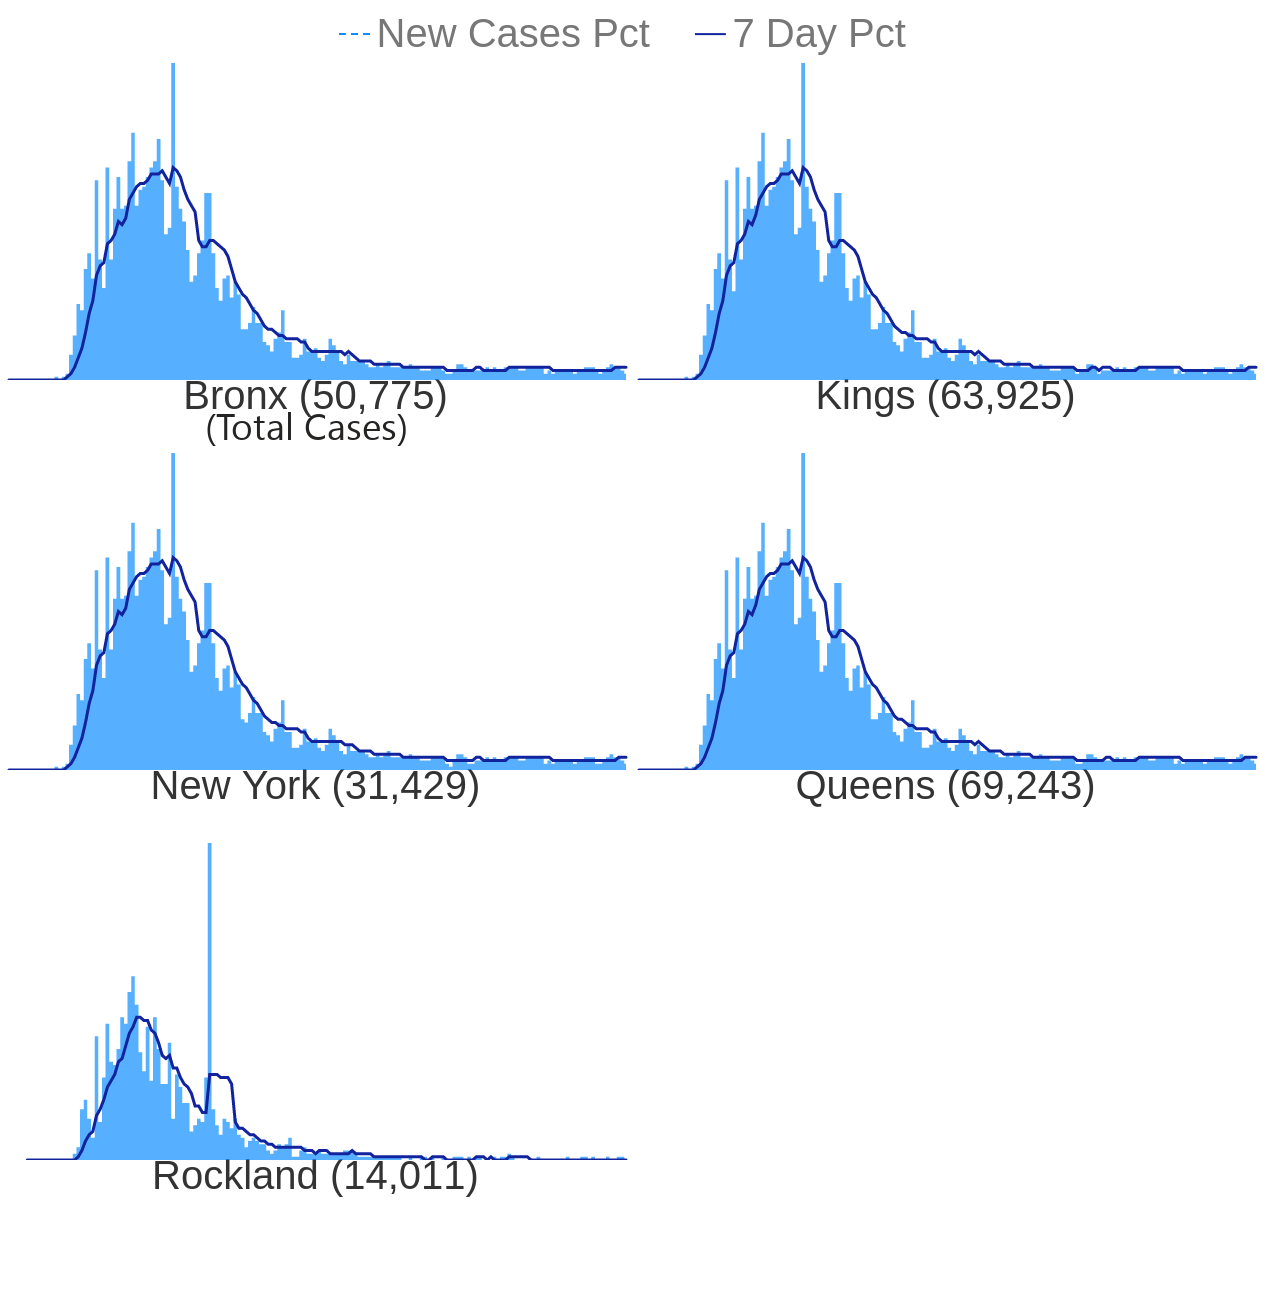 New Cases Pct 7 Day Pct
Bronx (50,775)
(Total Cases)
Kings (63,925)
New York (31,429)
Queens (69,243)
Rockland (14,011)